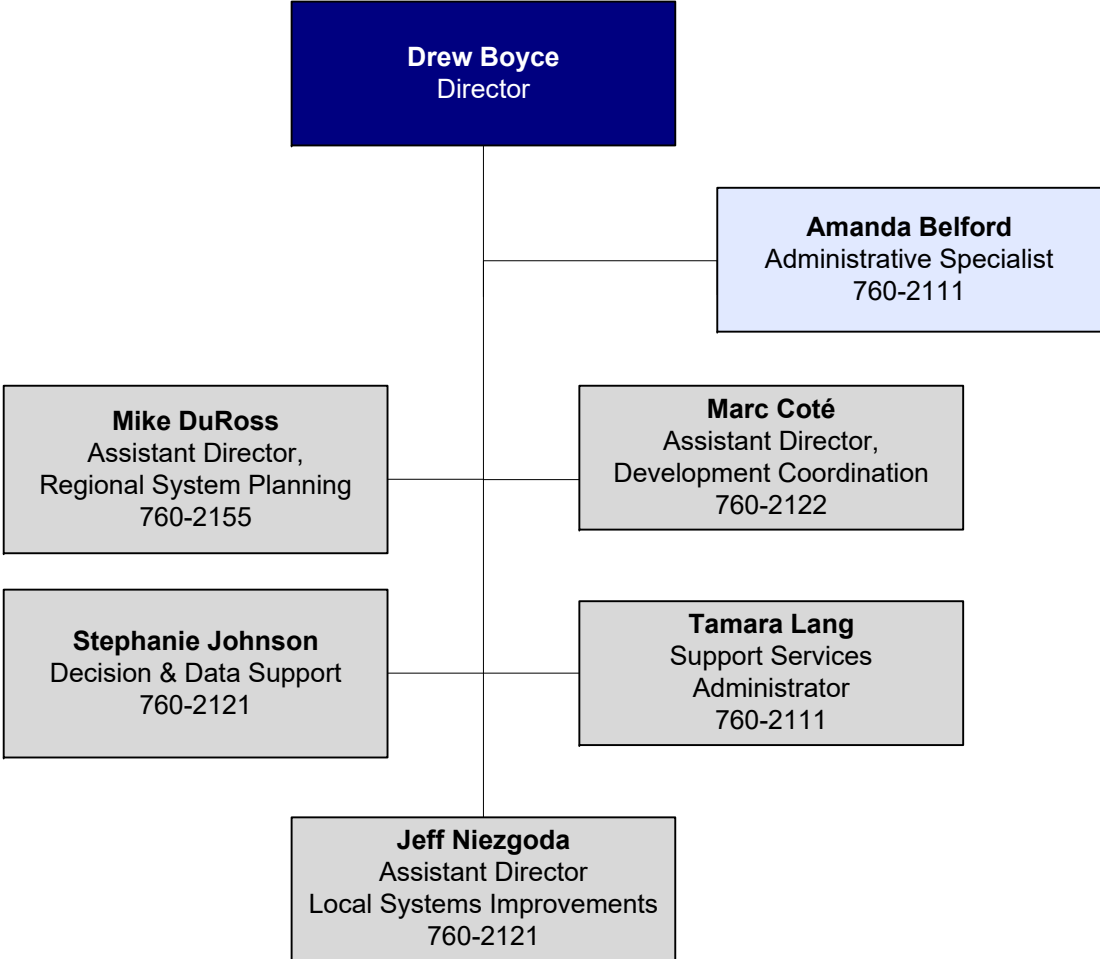 Drew Boyce
Director
Amanda Belford
Administrative Specialist
760-2111
Mike DuRoss
Assistant Director,
Regional System Planning
760-2155
Marc Coté
Assistant Director,
Development Coordination
760-2122
Stephanie Johnson
Decision & Data Support
760-2121
Tamara Lang
Support Services
Administrator
760-2111
Jeff Niezgoda
Assistant Director
Local Systems Improvements
760-2121